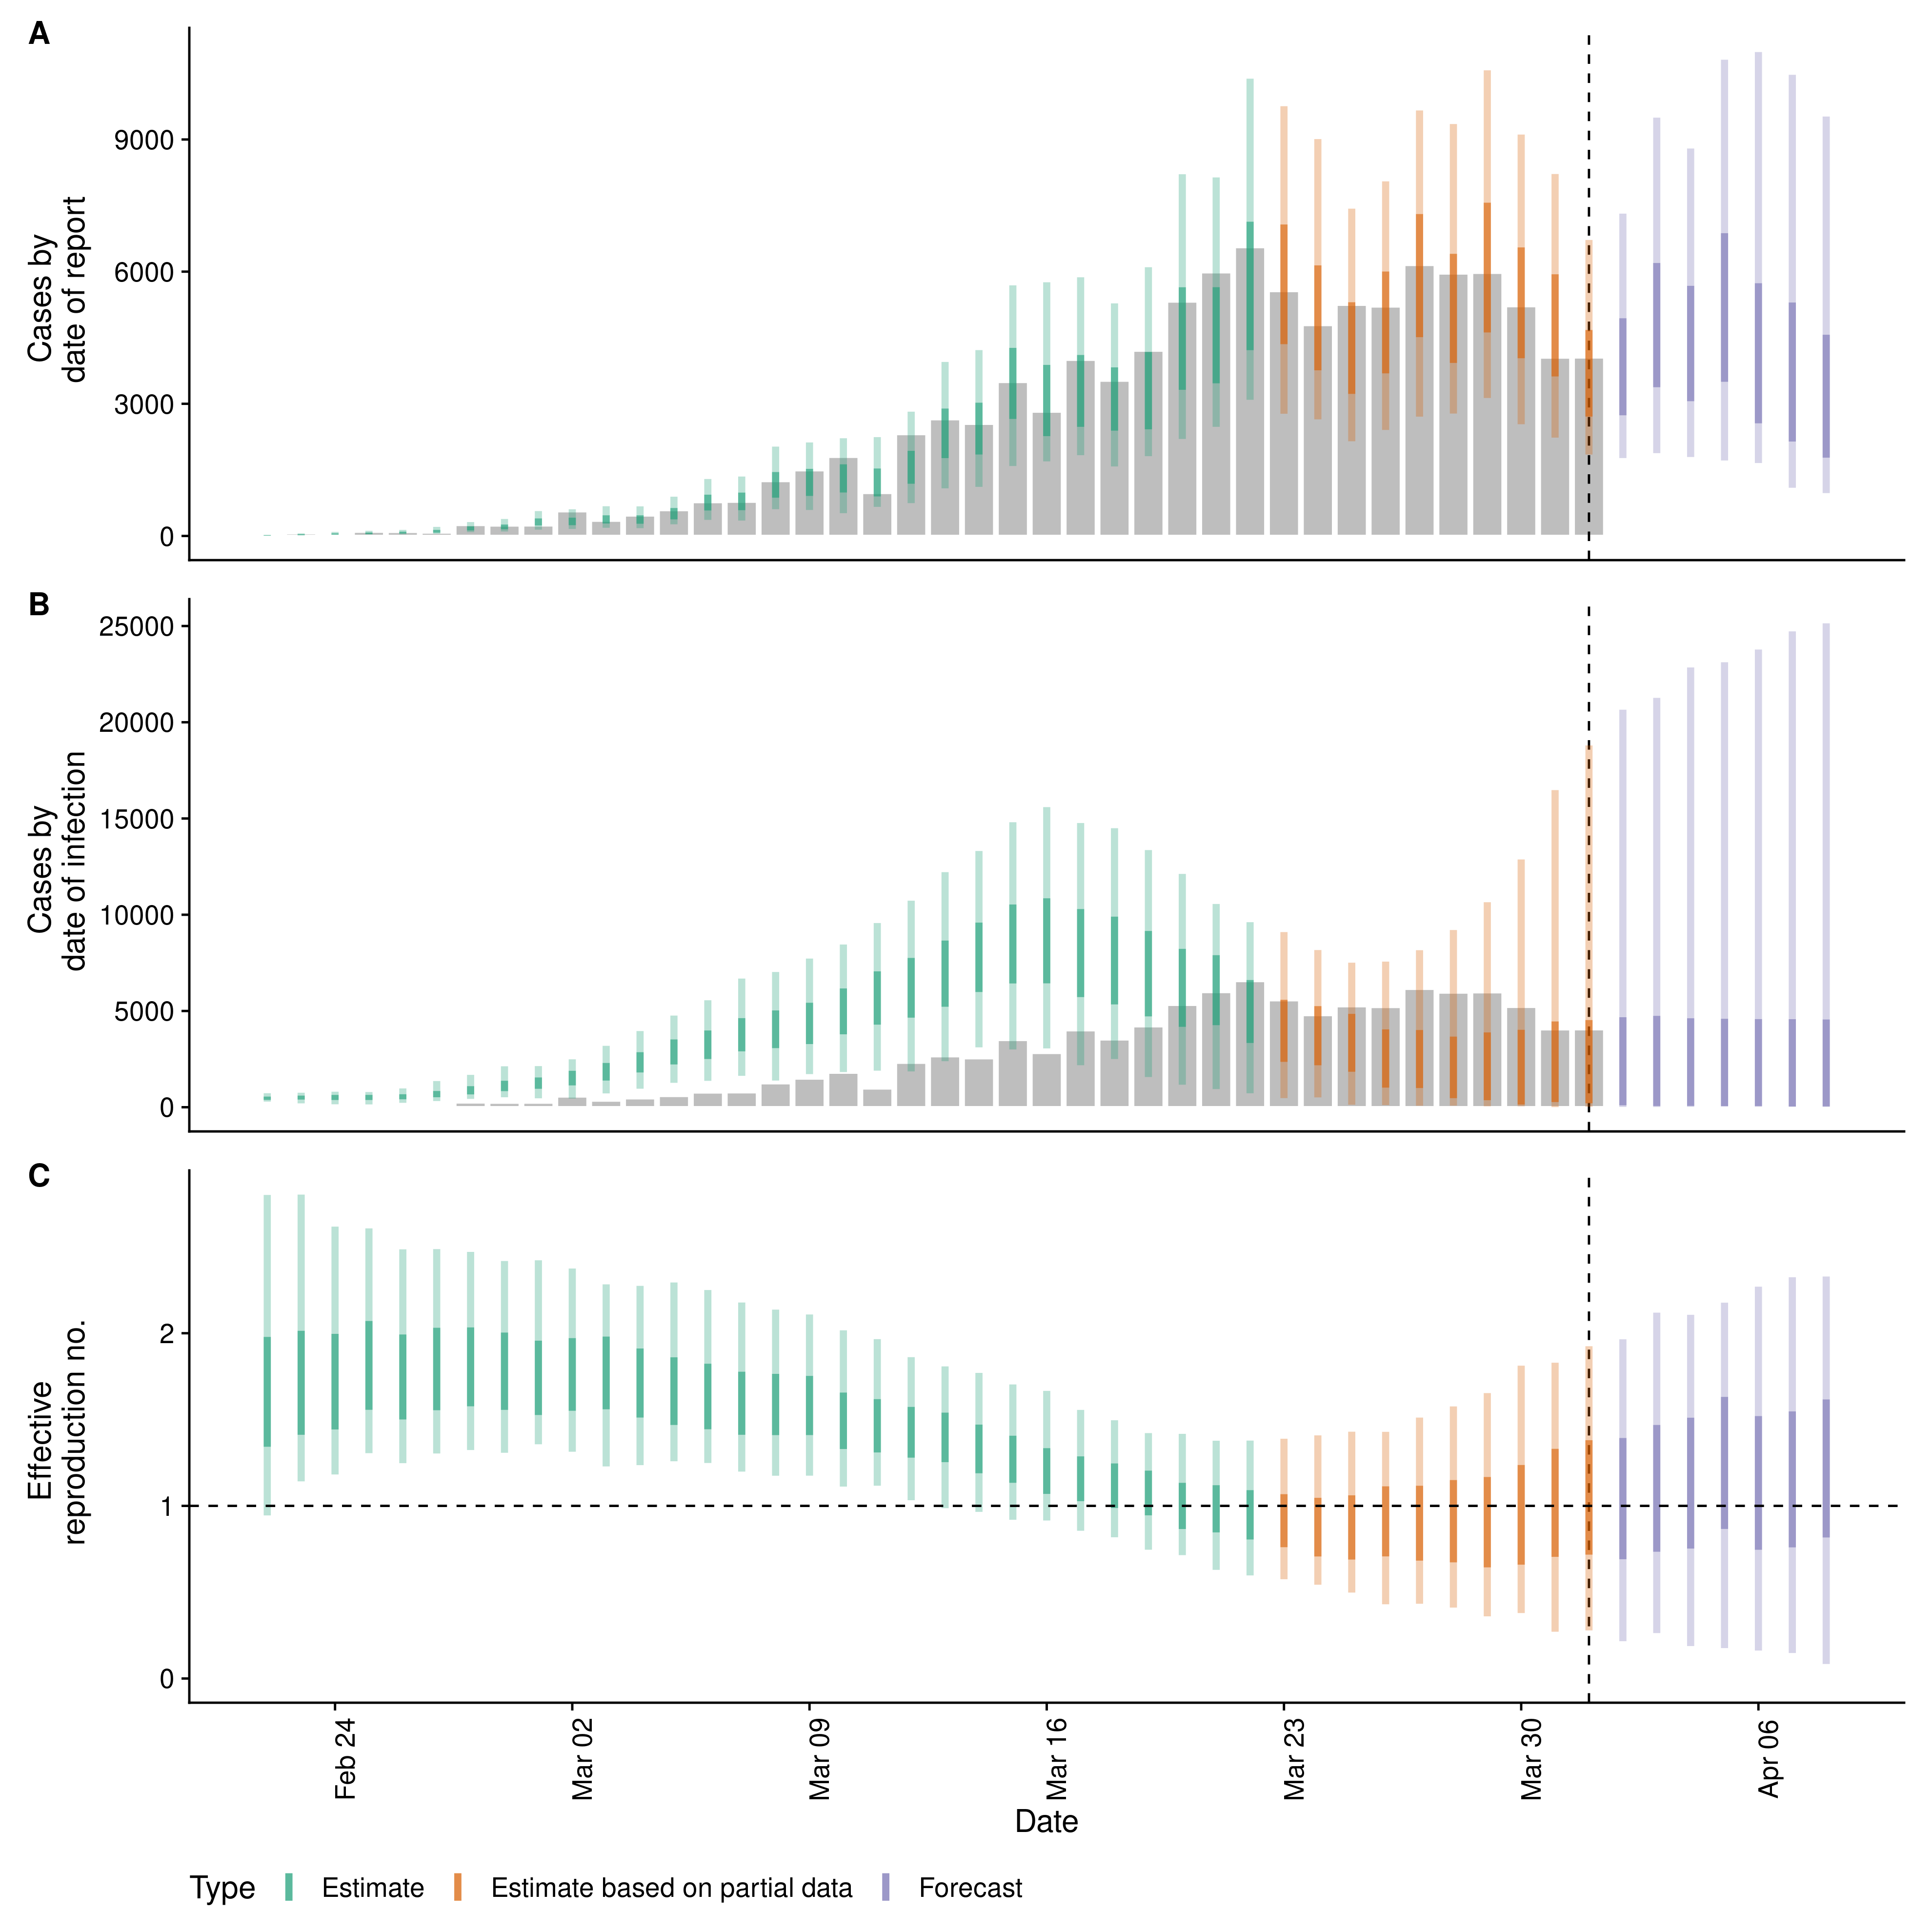 A
Cases by
date of report
9000
6000
3000
0
B
Cases by
date of infection
25000
20000
15000
10000
5000
0
C
Effective
reproduction no.
2
1
0
Feb 24
Mar 02
Mar 09
Mar 16
Mar 23
Mar 30
Apr 06
Date
Type Estimate Estimate based on partial data Forecast